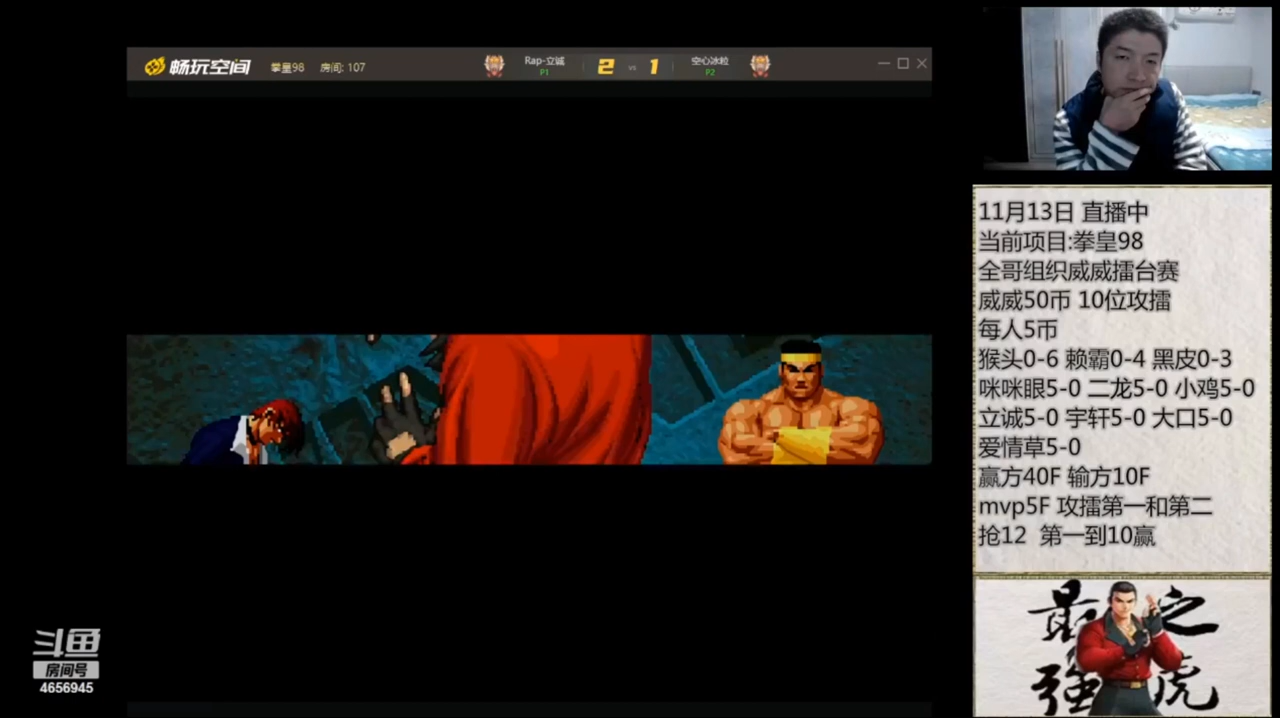 畅玩空间 拳皇98 房间: 107 Rap-立诚 P1 2 vs 1 空心冰粒 P2
11月13日 直播中
当前项目:拳皇98
全哥组织威威擂台赛
威威50币 10位攻擂
每人5币
猴头0-6 赖霸0-4 黑皮0-3
咪咪眼5-0 二龙5-0 小鸡5-0
立诚5-0 宇轩5-0 大口5-0
爱情草5-0
赢方40F 输方10F
mvp5F 攻擂第一和第二
抢12 第一到10赢
最强之虎
斗鱼
房间号
4656945